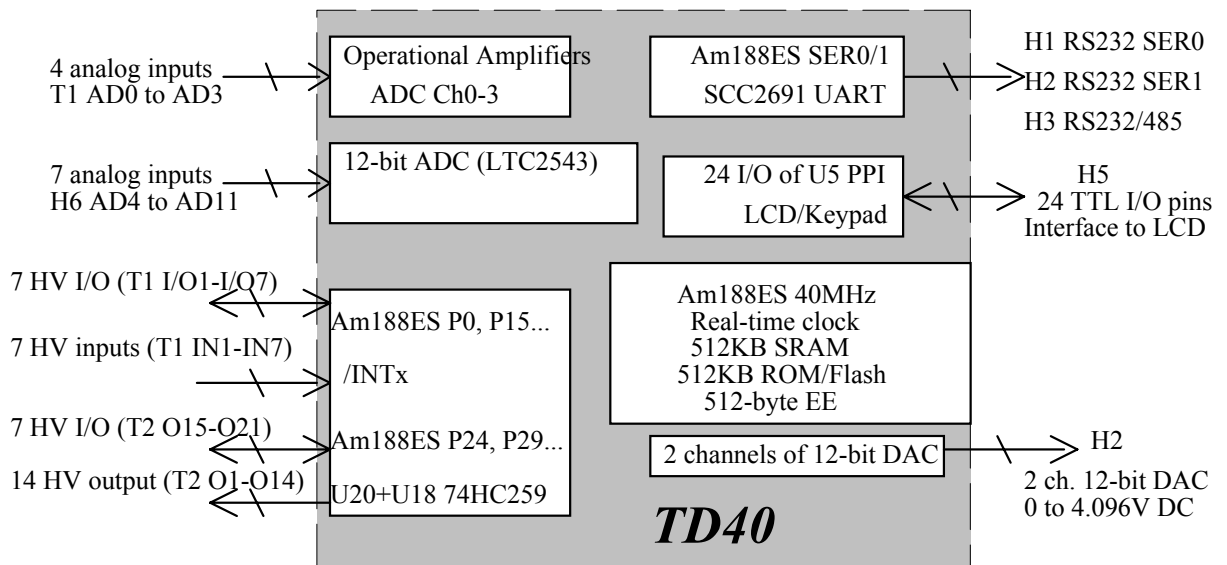 4 analog inputs
T1 AD0 to AD3
Operational Amplifiers
ADC Ch0-3
Am188ES SER0/1
SCC2691 UART
H1 RS232 SER0
H2 RS232 SER1
H3 RS232/485
7 analog inputs
H6 AD4 to AD11
12-bit ADC (LTC2543)
24 I/O of U5 PPI
LCD/Keypad
H5
24 TTL I/O pins
Interface to LCD
7 HV I/O (T1 I/O1-I/O7)
7 HV inputs (T1 IN1-IN7)
7 HV I/O (T2 O15-O21)
14 HV output (T2 O1-O14)
Am188ES P0, P15...
/INTx
Am188ES P24, P29...
U20+U18 74HC259
Am188ES 40MHz
Real-time clock
512KB SRAM
512KB ROM/Flash
512-byte EE
2 channels of 12-bit DAC
H2
2 ch. 12-bit DAC
0 to 4.096V DC
TD40